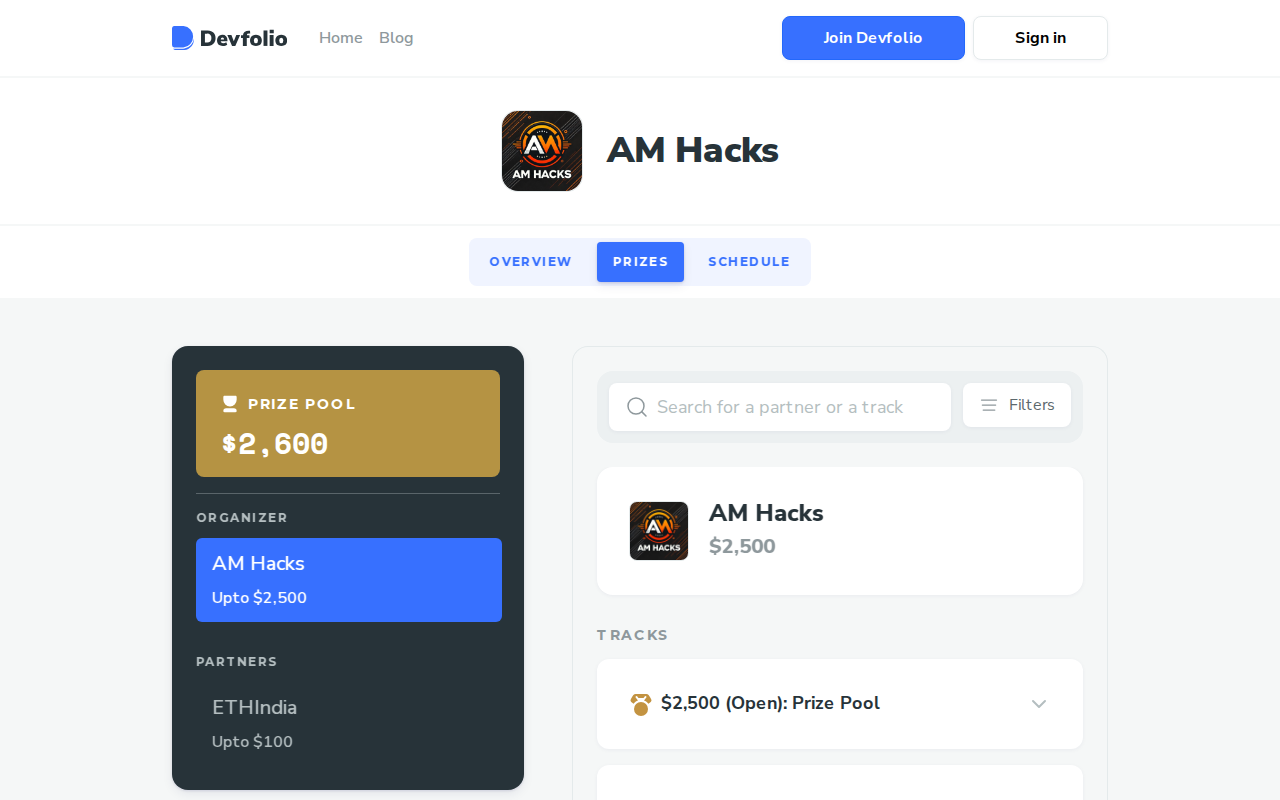 Devfolio
Home
Blog
Join Devfolio
Sign in
AM HACKS
AM Hacks
OVERVIEW
PRIZES
SCHEDULE
PRIZE POOL
$2,600
ORGANIZER
AM Hacks
Upto $2,500
PARTNERS
ETHIndia
Upto $100
Search for a partner or a track
Filters
AM HACKS
AM Hacks
$2,500
TRACKS
$2,500 (Open): Prize Pool